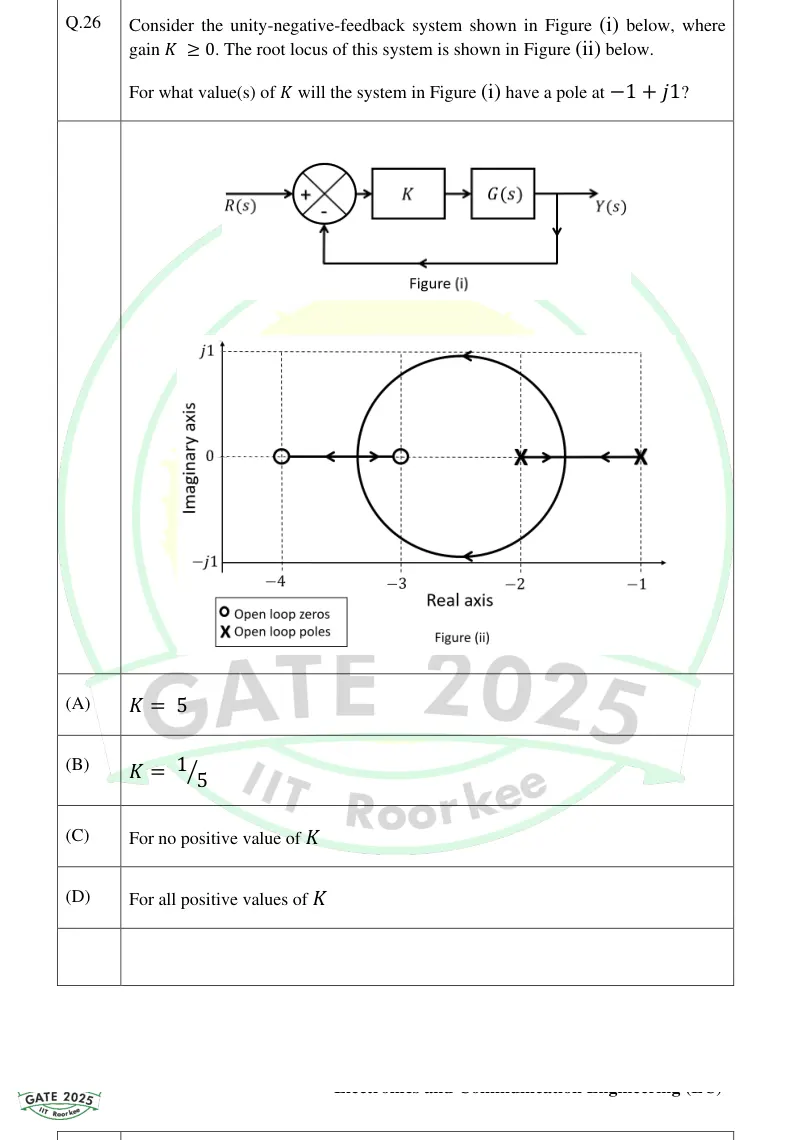 Q.26
Consider the unity-negative-feedback system shown in Figure (i) below, where
gain K ≥ 0. The root locus of this system is shown in Figure (ii) below.
For what value(s) of K will the system in Figure (i) have a pole at −1 + j1?
R(s)
+
-
K
G(s)
Y(s)
Figure (i)
j1
0
−j1
Imaginary axis
−4
−3
−2
−1
Real axis
Open loop zeros
X Open loop poles
Figure (ii)
GATE 2025
IIT Roorkee
(A)
K = 5
(B)
K = 1/5
(C)
For no positive value of K
(D)
For all positive values of K
GATE 2025
IIT Roorkee